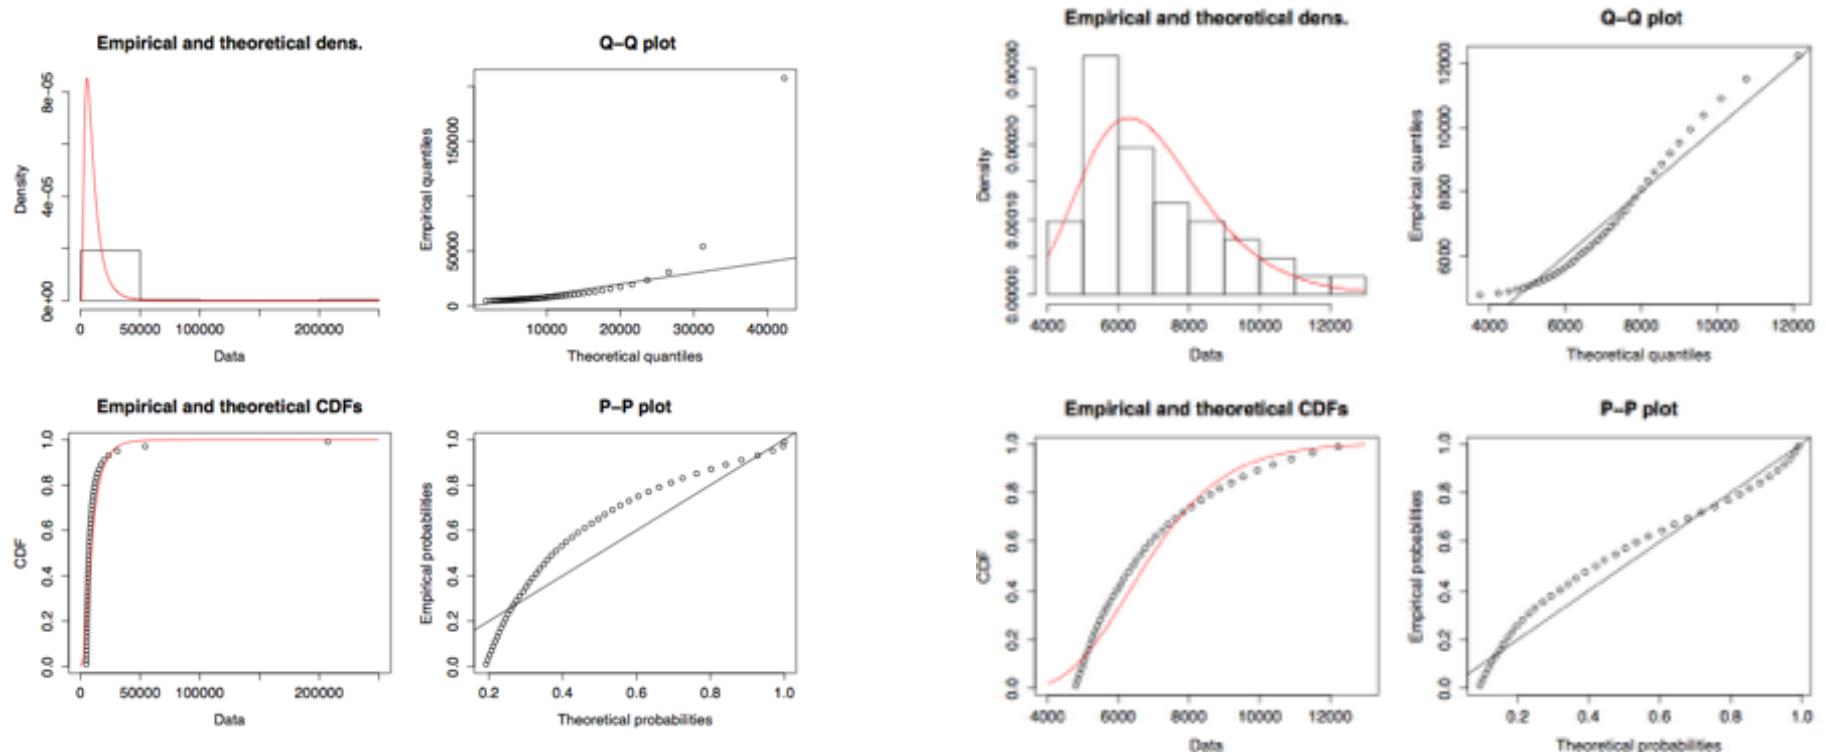 Empirical and theoretical dens.
Density
0e+00 4e-05 8e-05
0 50000 100000 200000
Data
Q-Q plot
Empirical quantiles
0 50000 150000
10000 20000 30000 40000
Theoretical quantiles
Empirical and theoretical CDFs
CDF
0.0 0.2 0.4 0.6 0.8 1.0
0 50000 100000 200000
Data
P-P plot
Empirical probabilities
0.0 0.2 0.4 0.6 0.8 1.0
0.2 0.4 0.6 0.8 1.0
Theoretical probabilities
Empirical and theoretical dens.
Density
0.00000 0.00010 0.00020
4000 6000 8000 10000 12000
Data
Q-Q plot
Empirical quantiles
6000 8000 10000 12000
4000 6000 8000 10000 12000
Theoretical quantiles
Empirical and theoretical CDFs
CDF
0.0 0.2 0.4 0.6 0.8 1.0
4000 6000 8000 10000 12000
Data
P-P plot
Empirical probabilities
0.0 0.2 0.4 0.6 0.8 1.0
0.2 0.4 0.6 0.8 1.0
Theoretical probabilities